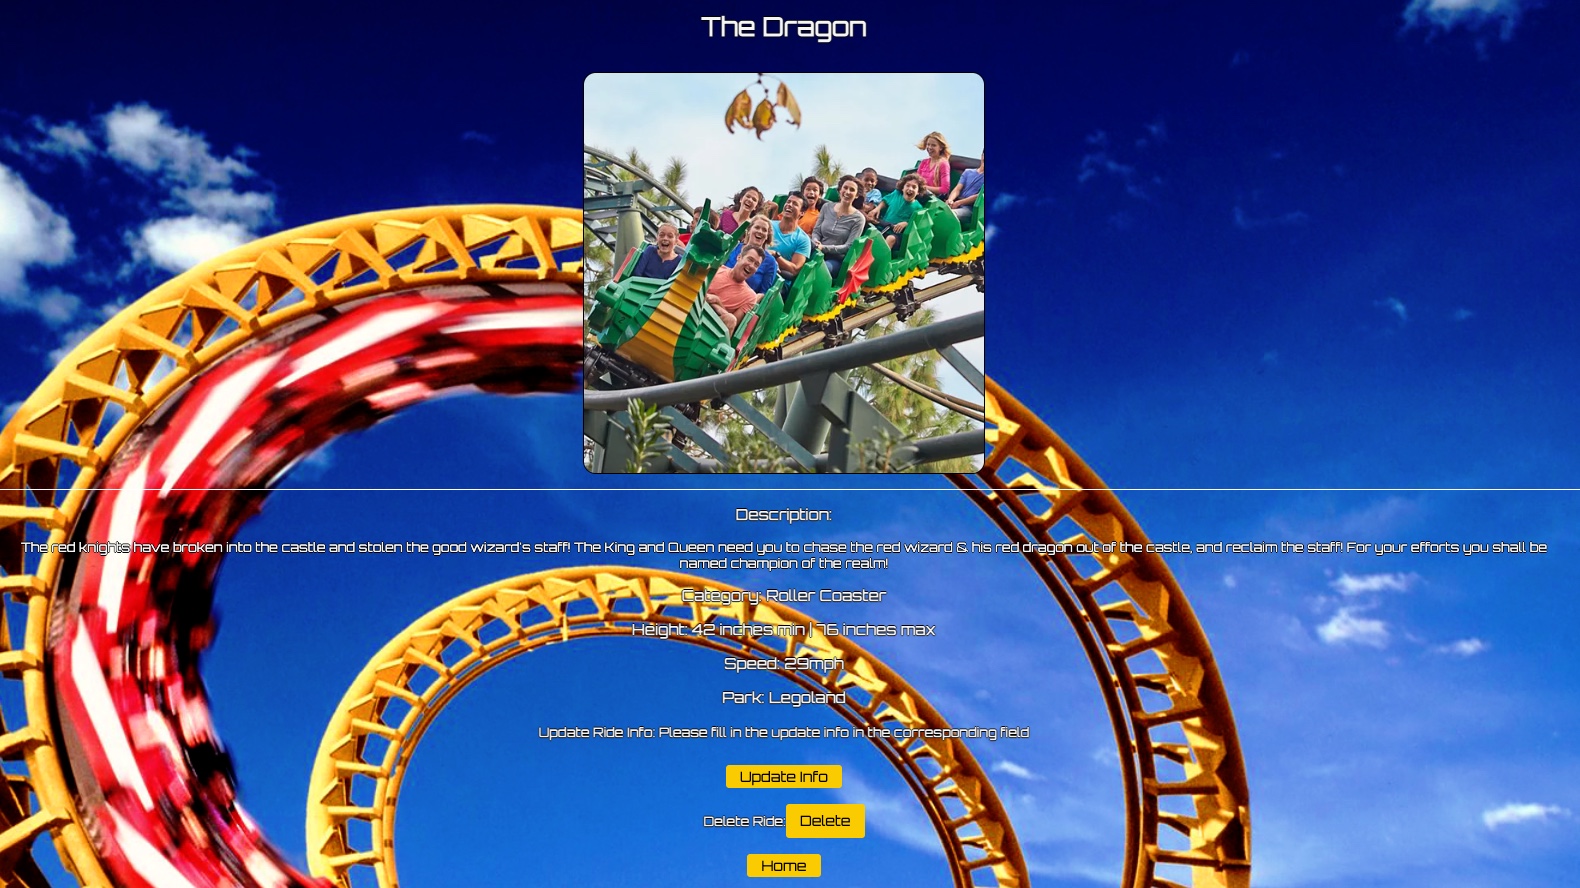 The Dragon
Description:
The red knights have broken into the castle and stolen the good wizard's staff! The King and Queen need you to chase the red wizard & his red dragon out of the castle, and reclaim the staff! For your efforts you shall be
named champion of the realm!
Category: Roller Coaster
Height: 42 inches min | 76 inches max
Speed: 29mph
Park: Legoland
Update Ride Info: Please fill in the update info in the corresponding field
Update Info
Delete Ride: Delete
Home